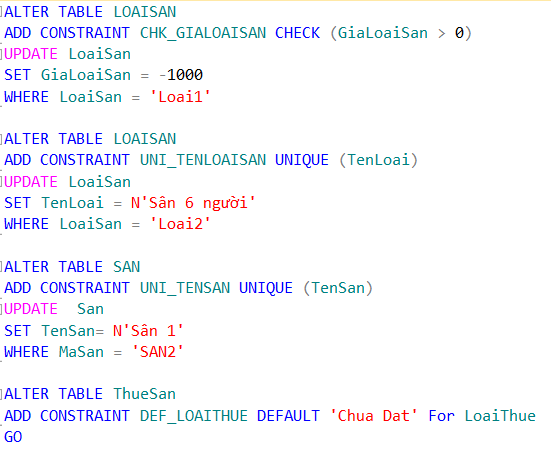 ALTER TABLE LOAISAN
ADD CONSTRAINT CHK_GIALOAISAN CHECK (GiaLoaiSan > 0)
UPDATE LoaiSan
SET GiaLoaiSan = -1000
WHERE LoaiSan = 'Loai1'
ALTER TABLE LOAISAN
ADD CONSTRAINT UNI_TENLOAISAN UNIQUE (TenLoai)
UPDATE LoaiSan
SET TenLoai = N'Sân 6 người'
WHERE LoaiSan = 'Loai2'
ALTER TABLE SAN
ADD CONSTRAINT UNI_TENSAN UNIQUE (TenSan)
UPDATE  San
SET TenSan= N'Sân 1'
WHERE MaSan = 'SAN2'
ALTER TABLE ThueSan
ADD CONSTRAINT DEF_LOAITHUE DEFAULT 'Chua Dat' For LoaiThue
GO